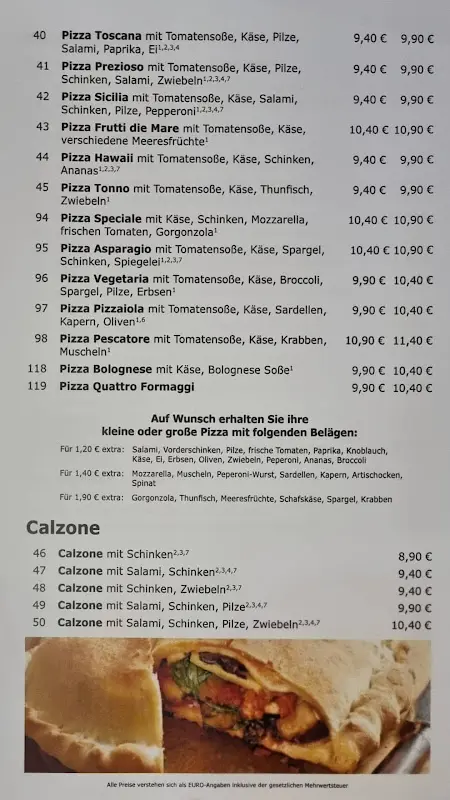 40 Pizza Toscana mit Tomatensoße, Käse, Pilze, 9,40 € 9,90 €
Salami, Paprika, Ei1,2,3,4
41 Pizza Prezioso mit Tomatensoße, Käse, Pilze, 9,40 € 9,90 €
Schinken, Salami, Zwiebeln1,2,3,4,7
42 Pizza Sicilia mit Tomatensoße, Käse, Salami, 9,40 € 9,90 €
Schinken, Pilze, Pepperoni1,2,3,4,7
43 Pizza Frutti die Mare mit Tomatensoße, Käse, 10,40 € 10,90 €
verschiedene Meeresfrüchte1
44 Pizza Hawaii mit Tomatensoße, Käse, Schinken, 9,40 € 9,90 €
Ananas1,2,3,7
45 Pizza Tonno mit Tomatensoße, Käse, Thunfisch, 9,40 € 9,90 €
Zwiebeln1
94 Pizza Speciale mit Käse, Schinken, Mozzarella, 10,40 € 10,90 €
frischen Tomaten, Gorgonzola1
95 Pizza Asparagio mit Tomatensoße, Käse, Spargel, 10,40 € 10,90 €
Schinken, Spiegelei1,2,3,7
96 Pizza Vegetaria mit Tomatensoße, Käse, Broccoli, 9,90 € 10,40 €
Spargel, Pilze, Erbsen1
97 Pizza Pizzaiola mit Tomatensoße, Käse, Sardellen, 9,90 € 10,40 €
Kapern, Oliven1,6
98 Pizza Pescatore mit Tomatensoße, Käse, Krabben, 10,90 € 11,40 €
Muscheln1
118 Pizza Bolognese mit Käse, Bolognese Soße1 9,90 € 10,40 €
119 Pizza Quattro Formaggi 9,90 € 10,40 €
Auf Wunsch erhalten Sie ihre
kleine oder große Pizza mit folgenden Belägen:
Für 1,20 € extra: Salami, Vorderschinken, Pilze, frische Tomaten, Paprika, Knoblauch,
Käse, Ei, Erbsen, Oliven, Zwiebeln, Peperoni, Ananas, Broccoli
Für 1,40 € extra: Mozzarella, Muscheln, Peperoni-Wurst, Sardellen, Kapern, Artischocken,
Spinat
Für 1,90 € extra: Gorgonzola, Thunfisch, Meeresfrüchte, Schafskäse, Spargel, Krabben
Calzone
46 Calzone mit Schinken2,3,7 8,90 €
47 Calzone mit Salami, Schinken2,3,4,7 9,40 €
48 Calzone mit Schinken, Zwiebeln2,3,7 9,40 €
49 Calzone mit Salami, Schinken, Pilze2,3,4,7 9,90 €
50 Calzone mit Salami, Schinken, Pilze, Zwiebeln2,3,4,7 10,40 €
Alle Preise verstehen sich als EURO-Angaben inklusive der gesetzlichen Mehrwertsteuer